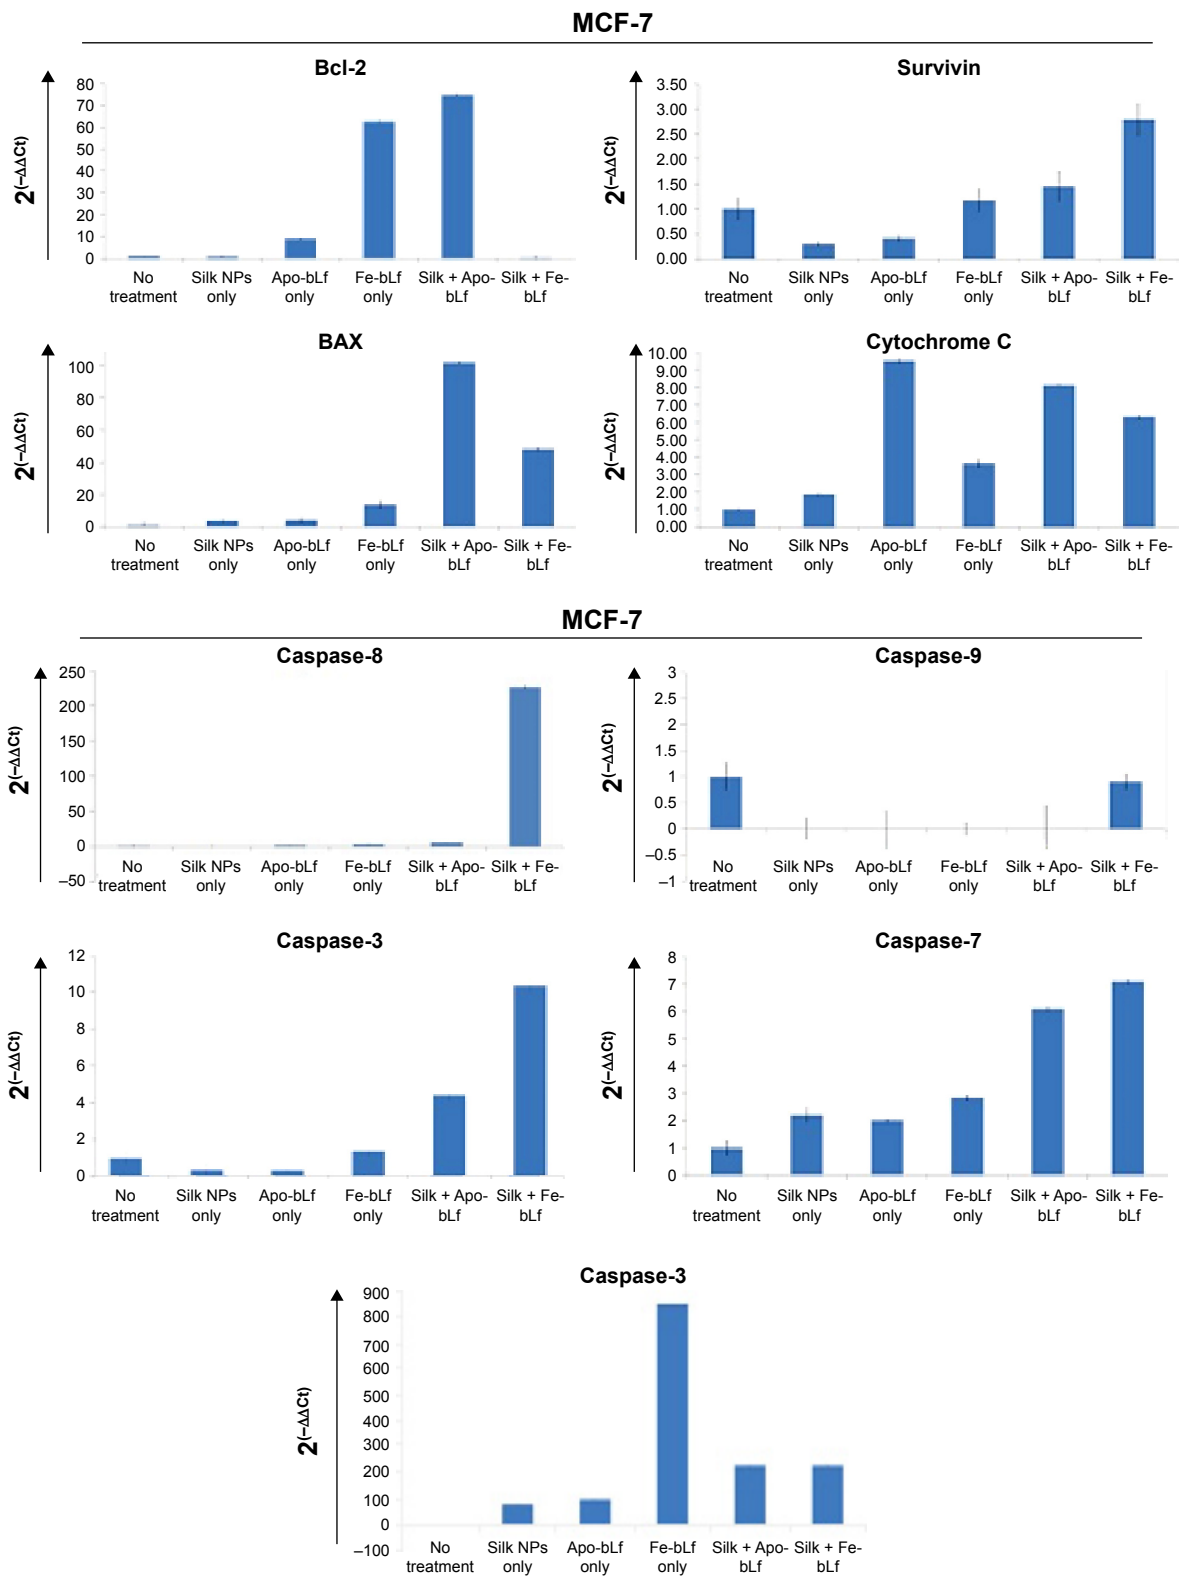 MCF-7
Bcl-2
2(−ΔΔCt)
80
70
60
50
40
30
20
10
0
No treatment
Silk NPs only
Apo-bLf only
Fe-bLf only
Silk + Apo-bLf
Silk + Fe-bLf
Survivin
2(−ΔΔCt)
3.50
3.00
2.50
2.00
1.50
1.00
0.50
0.00
No treatment
Silk NPs only
Apo-bLf only
Fe-bLf only
Silk + Apo-bLf
Silk + Fe-bLf
BAX
2(−ΔΔCt)
100
80
60
40
20
0
No treatment
Silk NPs only
Apo-bLf only
Fe-bLf only
Silk + Apo-bLf
Silk + Fe-bLf
Cytochrome C
2(−ΔΔCt)
10.00
9.00
8.00
7.00
6.00
5.00
4.00
3.00
2.00
1.00
0.00
No treatment
Silk NPs only
Apo-bLf only
Fe-bLf only
Silk + Apo-bLf
Silk + Fe-bLf
MCF-7
Caspase-8
2(−ΔΔCt)
250
200
150
100
50
0
−50
No treatment
Silk NPs only
Apo-bLf only
Fe-bLf only
Silk + Apo-bLf
Silk + Fe-bLf
Caspase-9
2(−ΔΔCt)
3
2.5
2
1.5
1
0.5
0
−0.5
−1
No treatment
Silk NPs only
Apo-bLf only
Fe-bLf only
Silk + Apo-bLf
Silk + Fe-bLf
Caspase-3
2(−ΔΔCt)
12
10
8
6
4
2
0
No treatment
Silk NPs only
Apo-bLf only
Fe-bLf only
Silk + Apo-bLf
Silk + Fe-bLf
Caspase-7
2(−ΔΔCt)
8
7
6
5
4
3
2
1
0
No treatment
Silk NPs only
Apo-bLf only
Fe-bLf only
Silk + Apo-bLf
Silk + Fe-bLf
Caspase-3
2(−ΔΔCt)
900
800
700
600
500
400
300
200
100
0
−100
No treatment
Silk NPs only
Apo-bLf only
Fe-bLf only
Silk + Apo-bLf
Silk + Fe-bLf